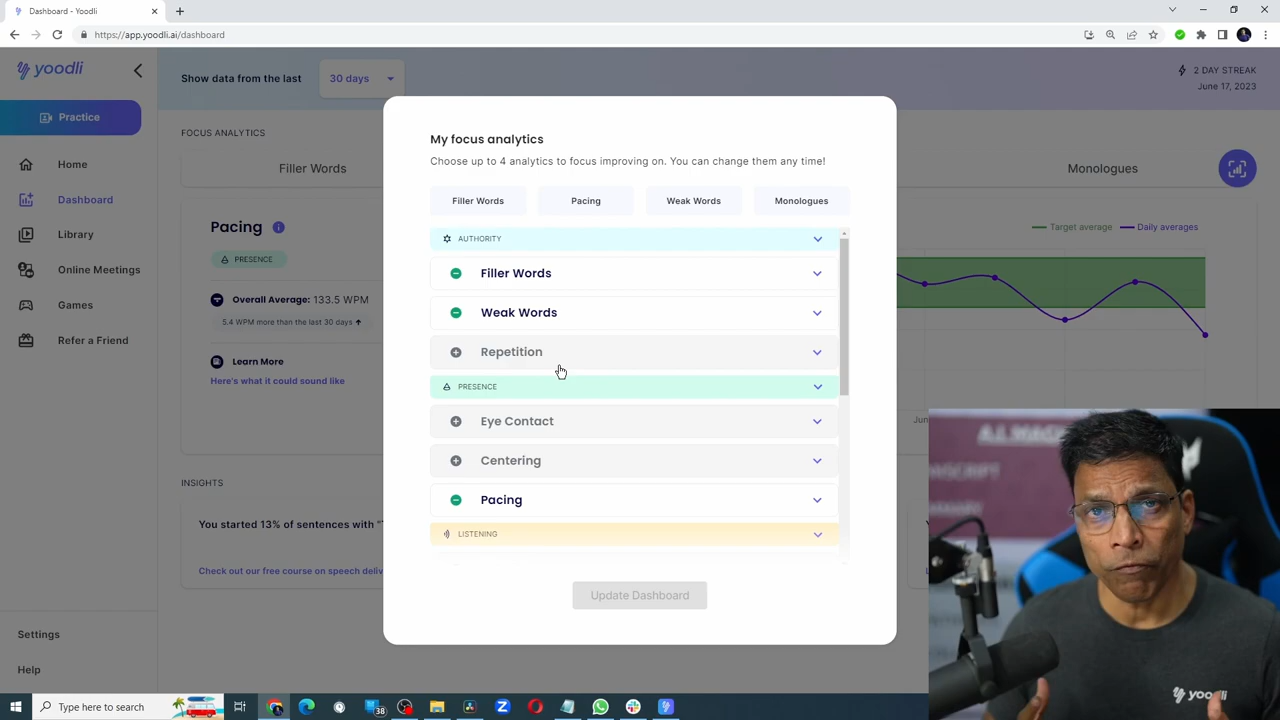 Dashboard - Yoodli
https://app.yoodli.ai/dashboard
yoodli
Show data from the last
30 days
2 DAY STREAK
June 17, 2023
Practice
Home
Dashboard
Library
Online Meetings
Games
Refer a Friend
Settings
Help
FOCUS ANALYTICS
Filler Words
Monologues
Pacing
PRESENCE
Overall Average: 133.5 WPM
5.4 WPM more than the last 30 days
Learn More
Here's what it could sound like
Target average
Daily averages
INSIGHTS
You started 13% of sentences with
Check out our free course on speech deliv
My focus analytics
Choose up to 4 analytics to focus improving on. You can change them any time!
Filler Words
Pacing
Weak Words
Monologues
AUTHORITY
Filler Words
Weak Words
Repetition
PRESENCE
Eye Contact
Centering
Pacing
LISTENING
Update Dashboard
yoodli
Type here to search
38